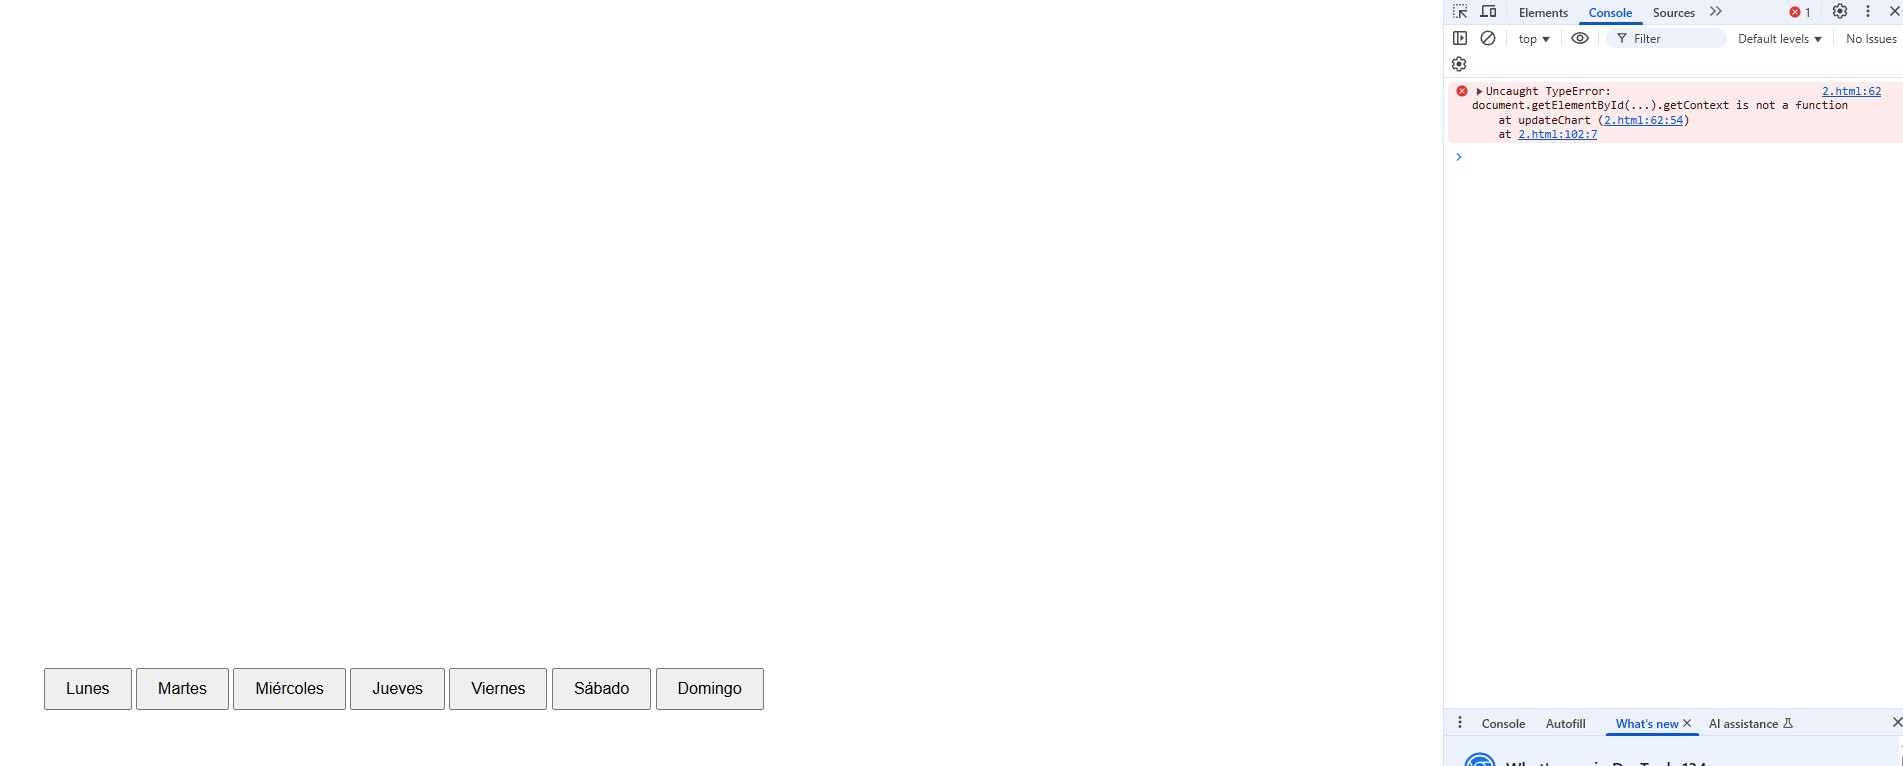 Elements Console Sources 1
top Filter Default levels No Issues
Uncaught TypeError: 2.html:62
document.getElementById(...).getContext is not a function
at updateChart (2.html:62:54)
at 2.html:102:7
Lunes Martes Miércoles Jueves Viernes Sábado Domingo
Console Autofill What's new AI assistance